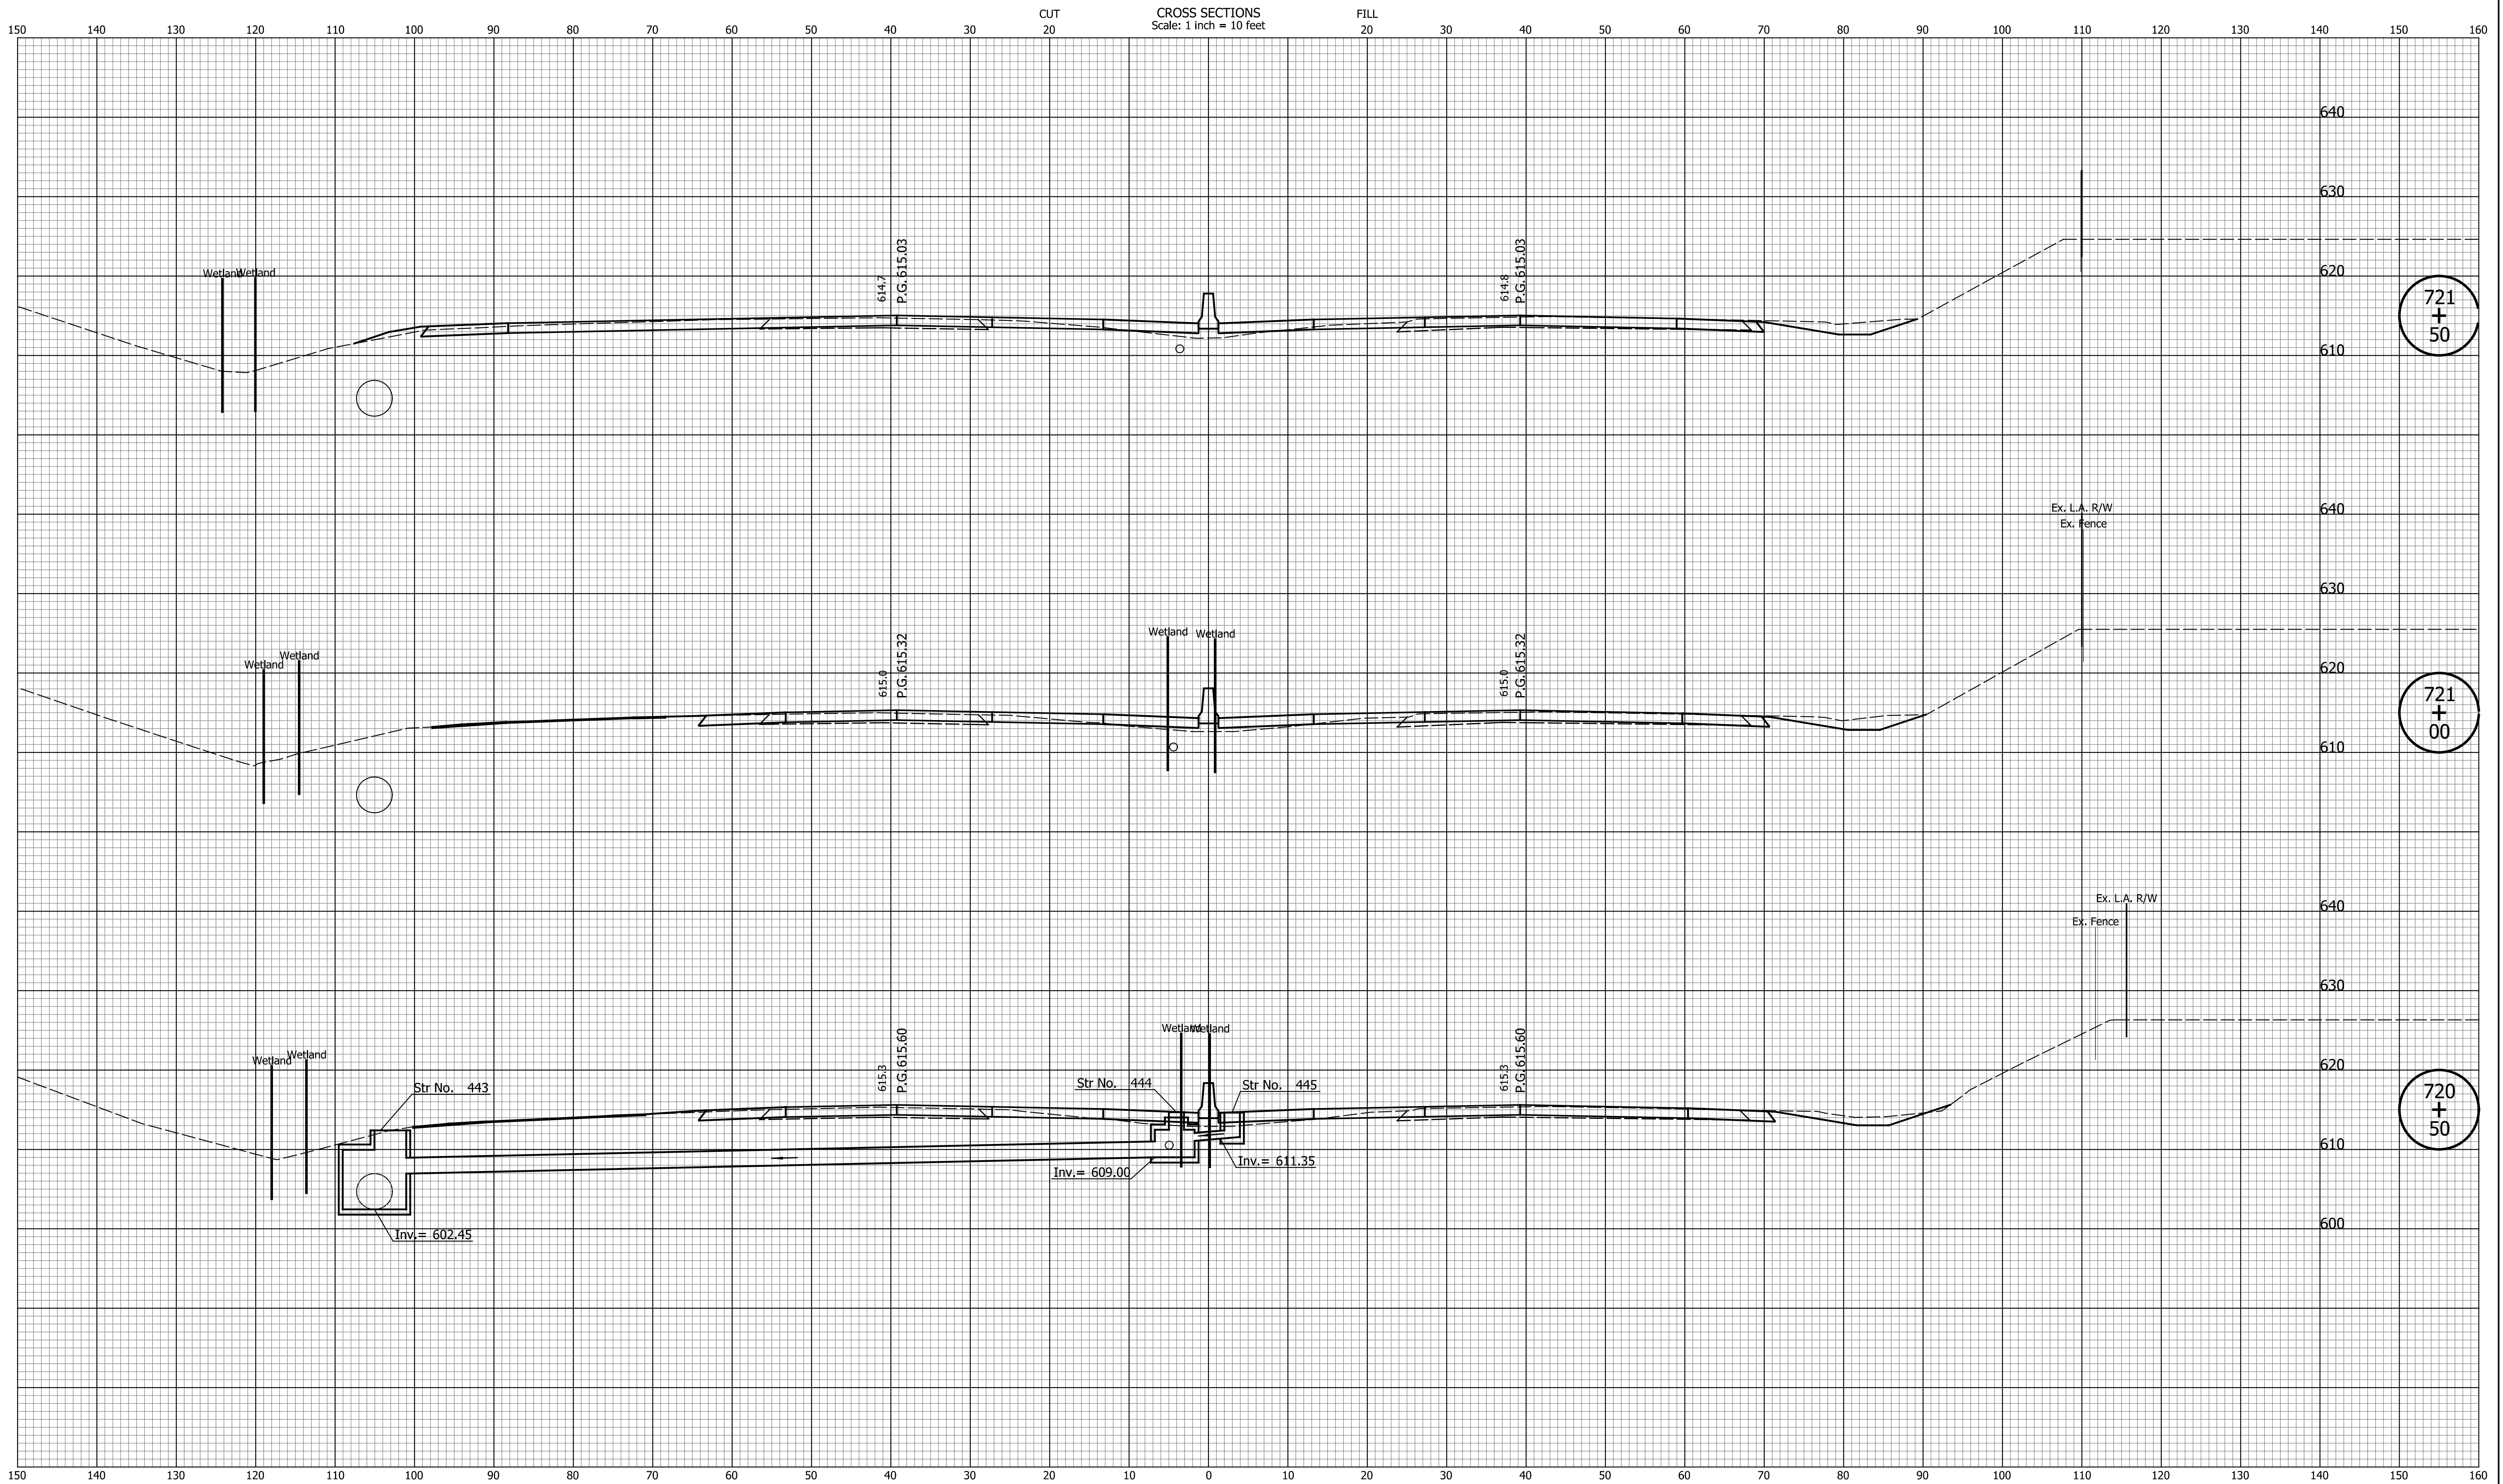 CUT CROSS SECTIONS FILL
Scale: 1 inch = 10 feet
150 140 130 120 110 100 90 80 70 60 50 40 30 20 20 30 40 50 60 70 80 90 100 110 120 130 140 150 160
640
630
614.7
P.G. 615.03
614.8
P.G. 615.03
Wetland
Wetland
620
721
+
50
610
640
Ex. L.A. R/W
Ex. Fence
630
615.0
P.G. 615.32
615.0
P.G. 615.32
Wetland
Wetland
Wetland
Wetland
620
721
+
00
610
640
Ex. L.A. R/W
Ex. Fence
630
615.3
P.G. 615.60
615.3
P.G. 615.60
Wetland
Wetland
Wetland
Wetland
620
Str No. 443
Str No. 444
Str No. 445
720
+
50
610
Inv.= 609.00
Inv.= 611.35
Inv.= 602.45
600
150 140 130 120 110 100 90 80 70 60 50 40 30 20 10 0 10 20 30 40 50 60 70 80 90 100 110 120 130 140 150 160